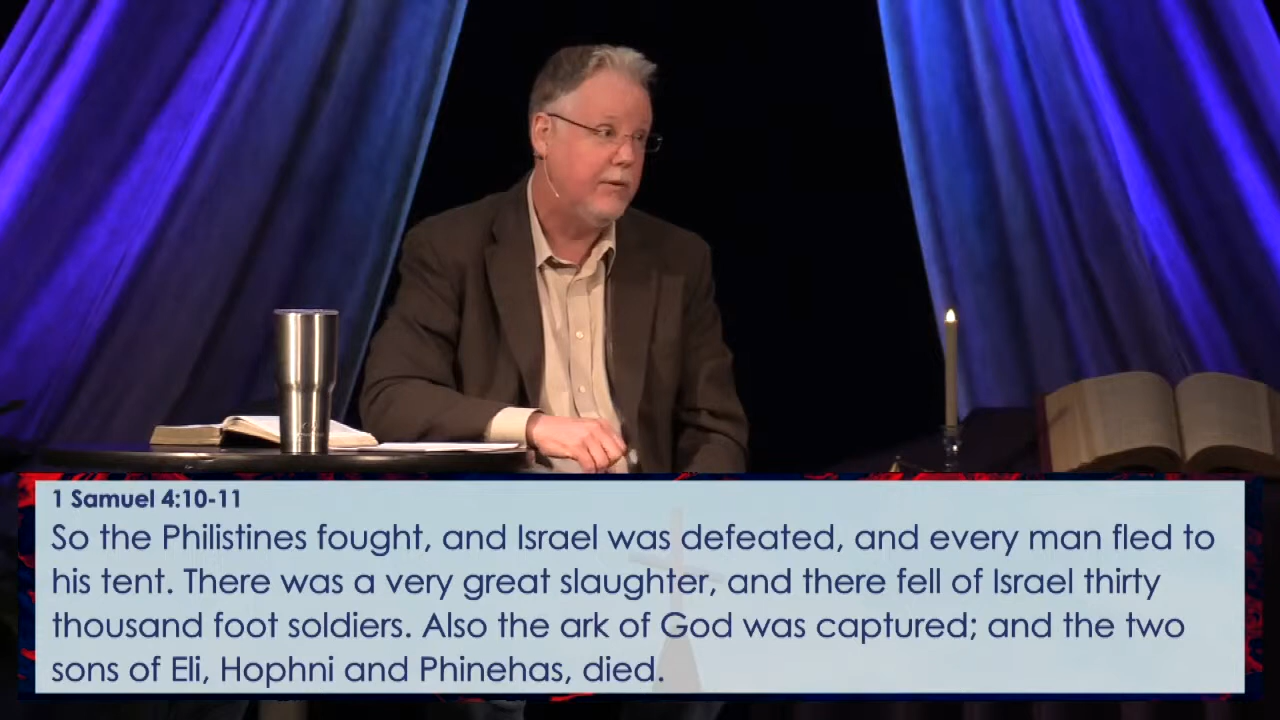 1 Samuel 4:10-11
So the Philistines fought, and Israel was defeated, and every man fled to
his tent. There was a very great slaughter, and there fell of Israel thirty
thousand foot soldiers. Also the ark of God was captured; and the two
sons of Eli, Hophni and Phinehas, died.